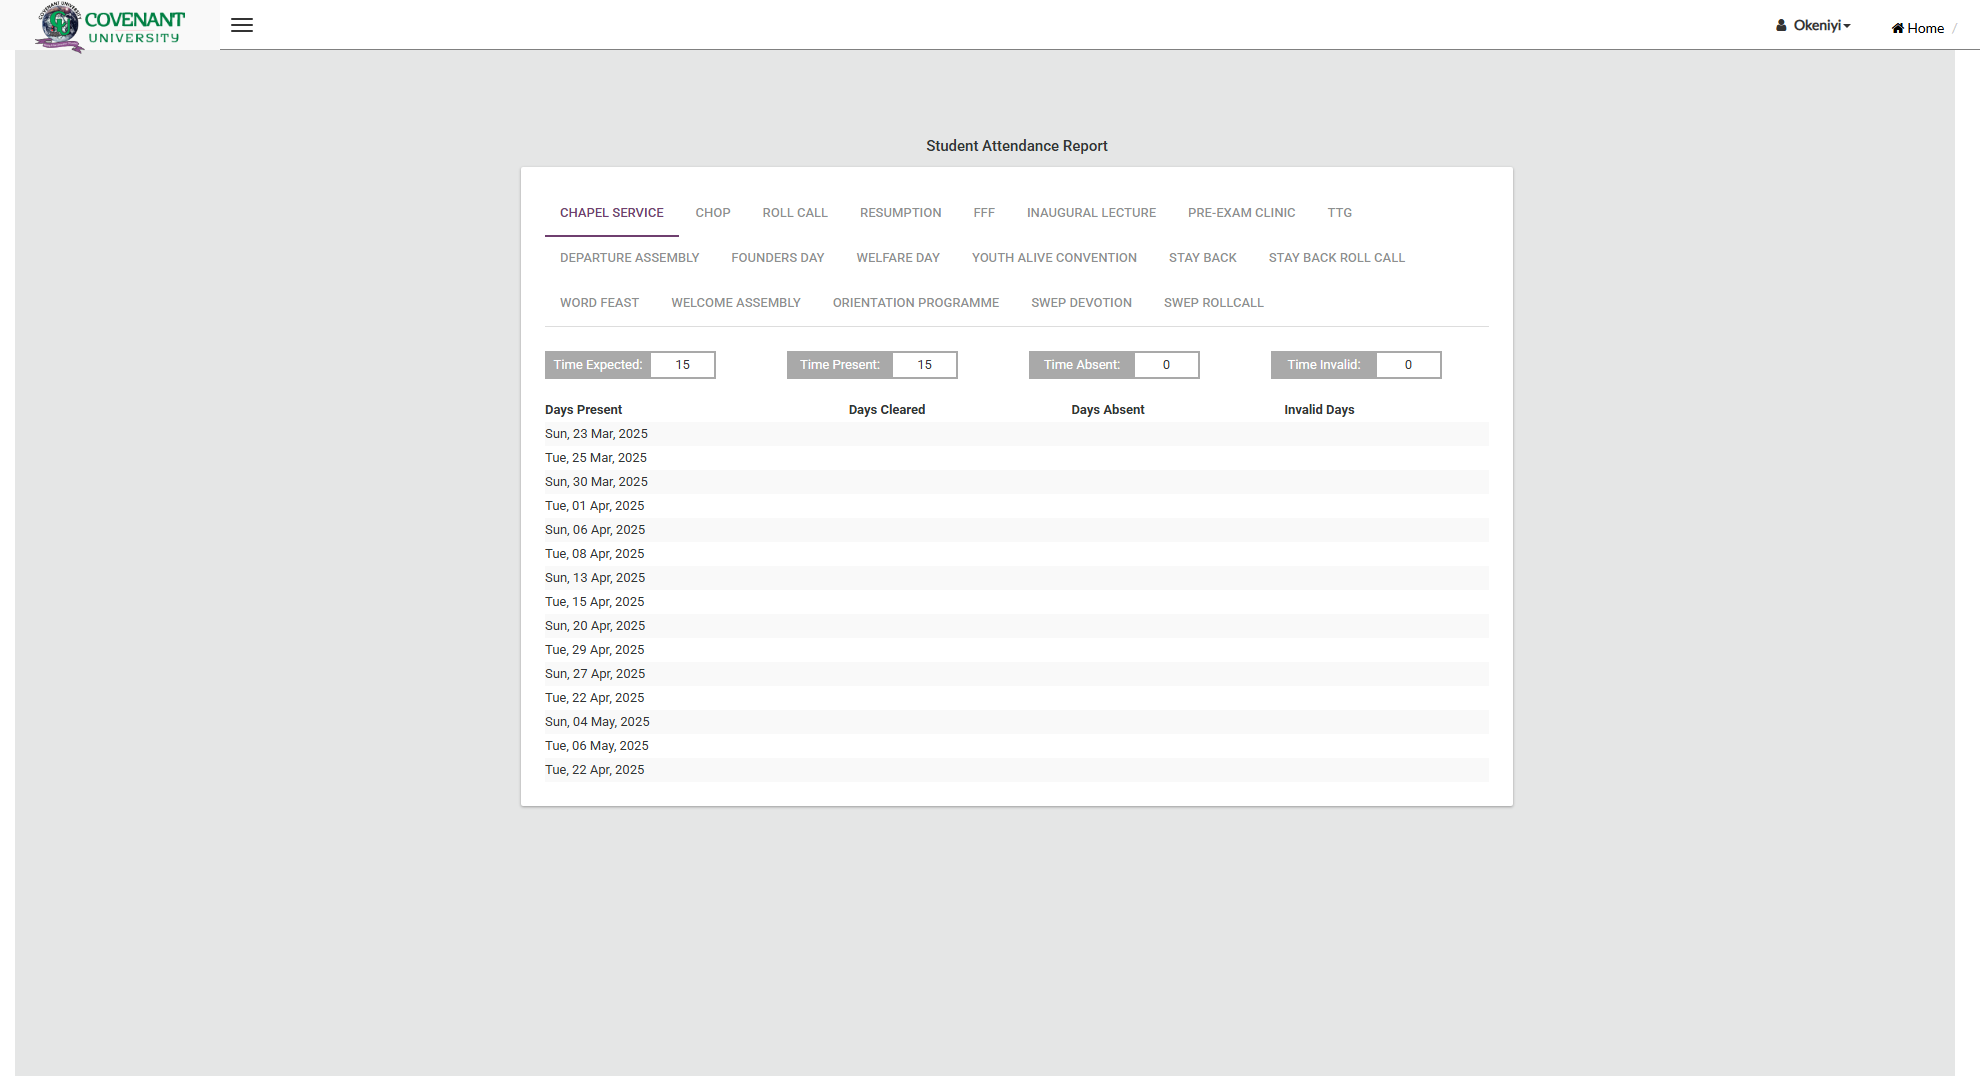 COVENANT UNIVERSITY
COVENANT
UNIVERSITY
Okeniyi
Home /
Student Attendance Report
CHAPEL SERVICE CHOP ROLL CALL RESUMPTION FFF INAUGURAL LECTURE PRE-EXAM CLINIC TTG
DEPARTURE ASSEMBLY FOUNDERS DAY WELFARE DAY YOUTH ALIVE CONVENTION STAY BACK STAY BACK ROLL CALL
WORD FEAST WELCOME ASSEMBLY ORIENTATION PROGRAMME SWEP DEVOTION SWEP ROLLCALL
Time Expected: 15 Time Present: 15 Time Absent: 0 Time Invalid: 0
Days Present Days Cleared Days Absent Invalid Days
Sun, 23 Mar, 2025
Tue, 25 Mar, 2025
Sun, 30 Mar, 2025
Tue, 01 Apr, 2025
Sun, 06 Apr, 2025
Tue, 08 Apr, 2025
Sun, 13 Apr, 2025
Tue, 15 Apr, 2025
Sun, 20 Apr, 2025
Tue, 29 Apr, 2025
Sun, 27 Apr, 2025
Tue, 22 Apr, 2025
Sun, 04 May, 2025
Tue, 06 May, 2025
Tue, 22 Apr, 2025